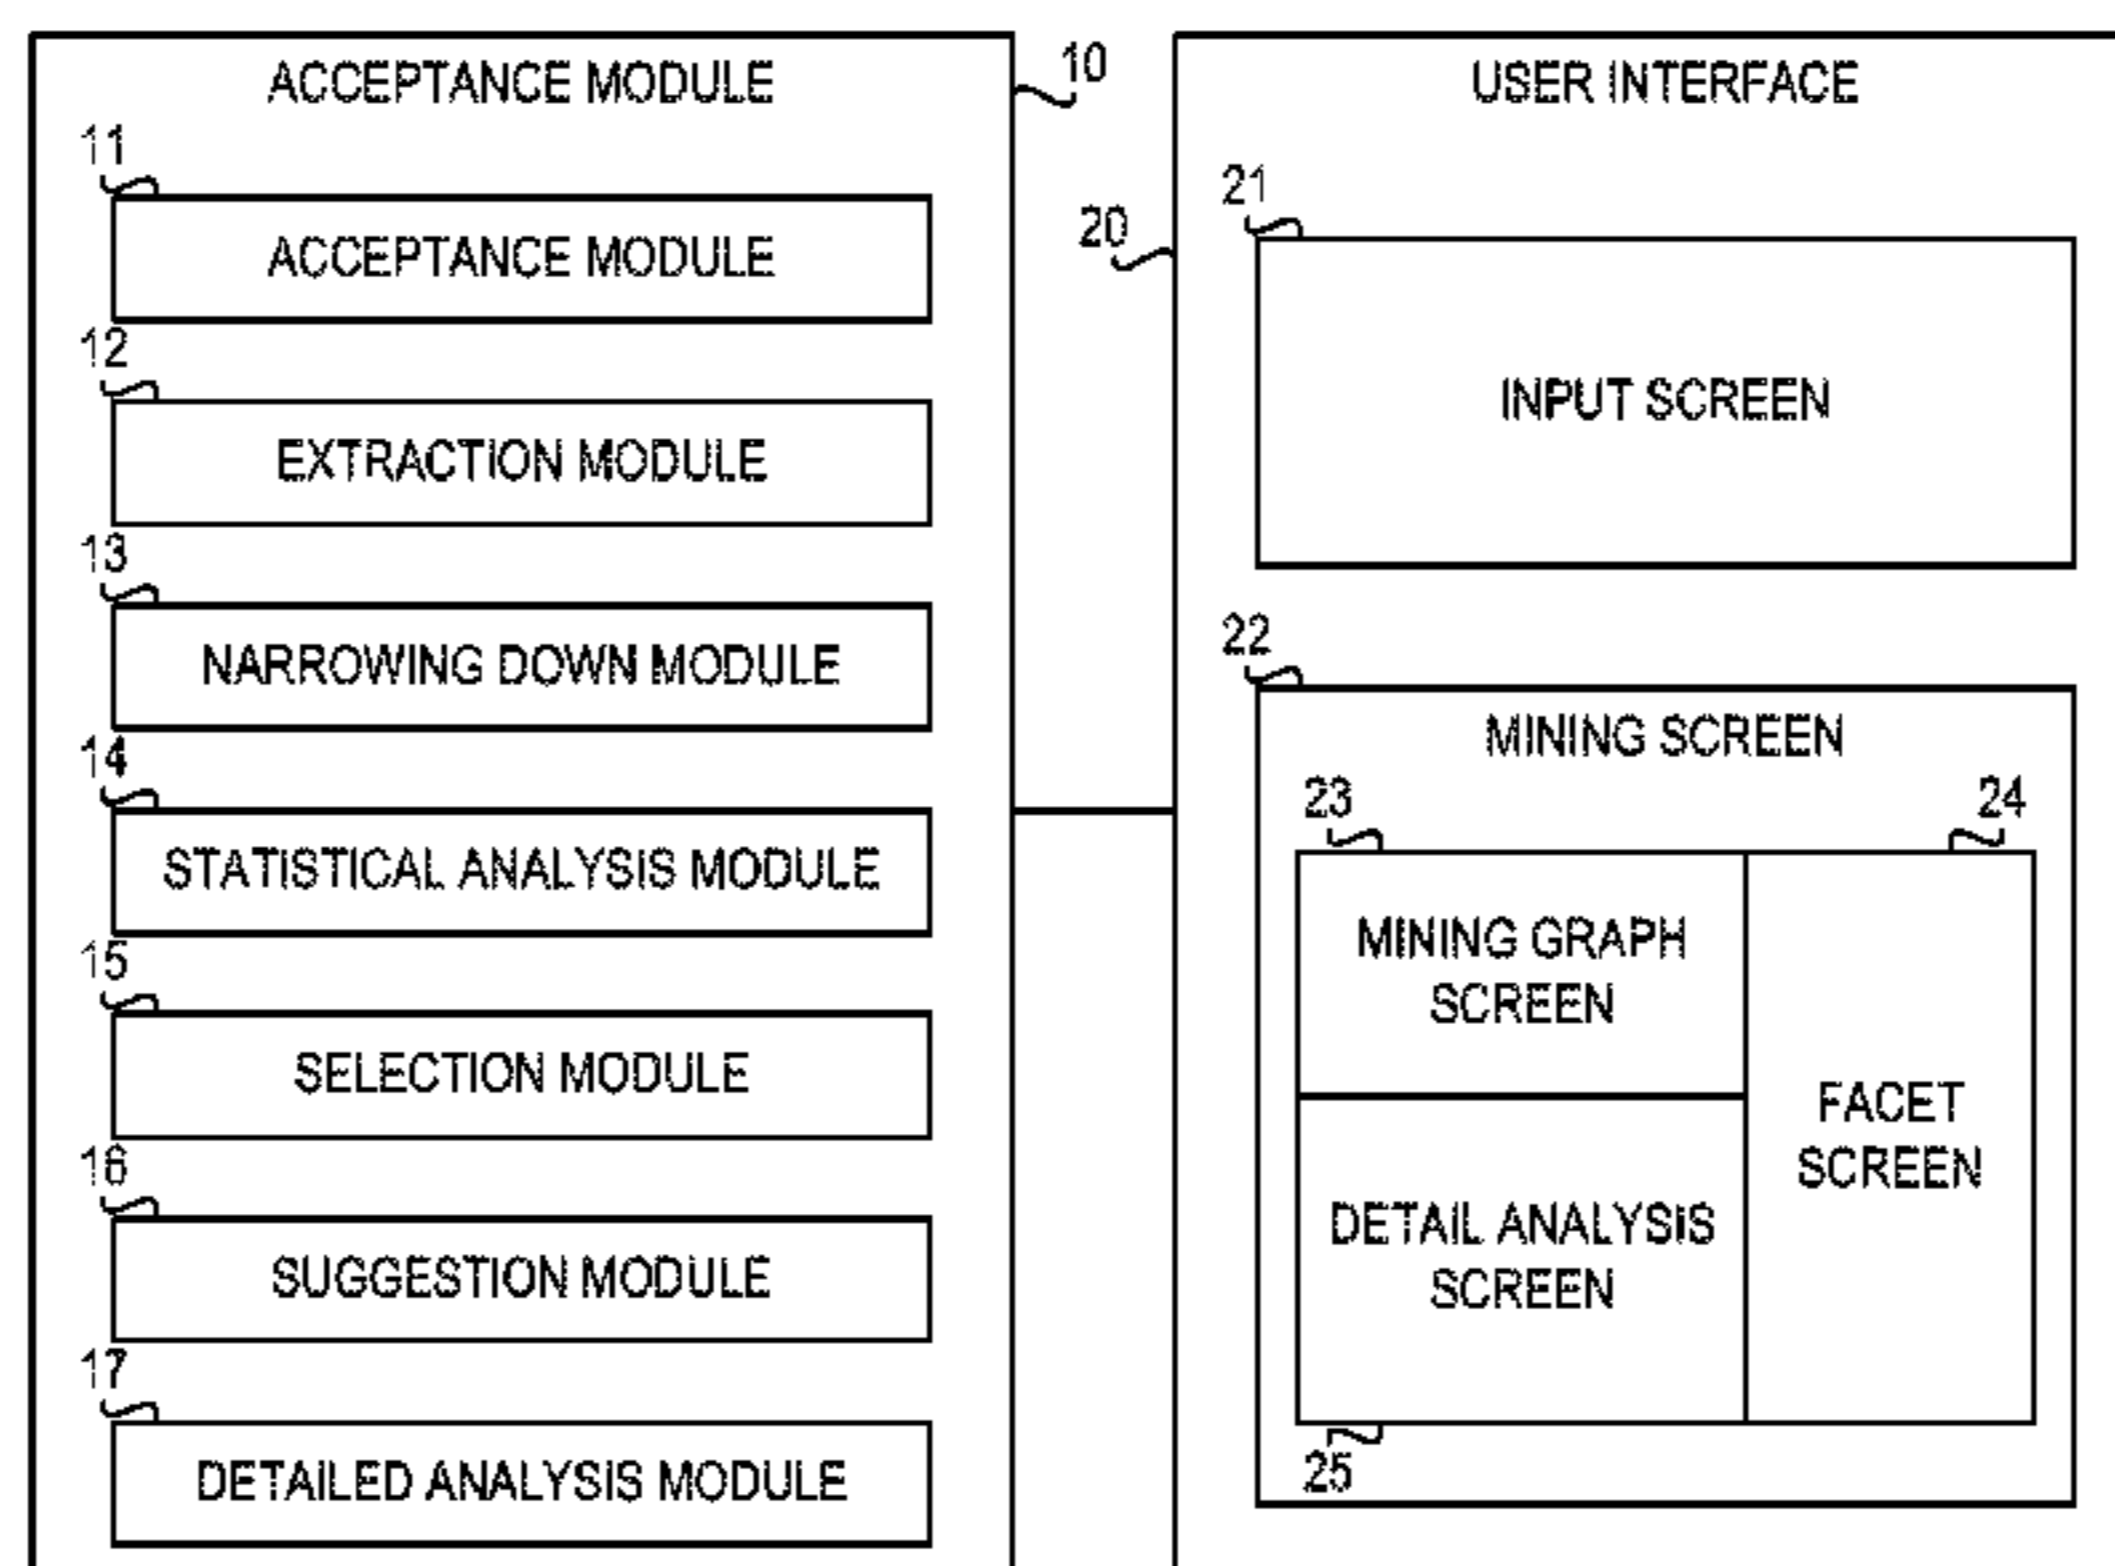 ACCEPTANCE MODULE
10
11
ACCEPTANCE MODULE
12
EXTRACTION MODULE
13
NARROWING DOWN MODULE
14
STATISTICAL ANALYSIS MODULE
15
SELECTION MODULE
16
SUGGESTION MODULE
17
DETAILED ANALYSIS MODULE
USER INTERFACE
20
21
INPUT SCREEN
22
MINING SCREEN
23
24
MINING GRAPH
SCREEN
FACET
SCREEN
DETAIL ANALYSIS
SCREEN
25